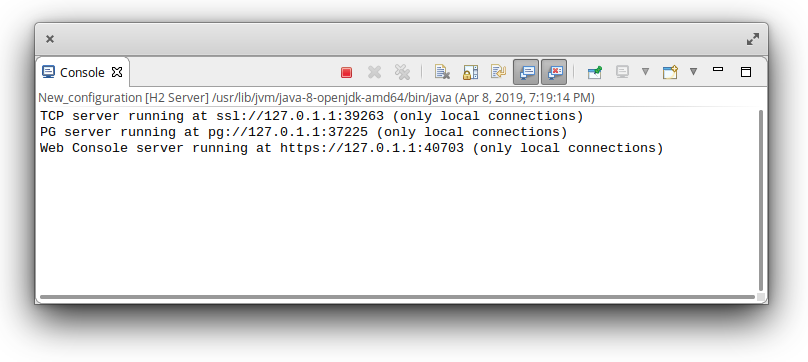 Console
New_configuration [H2 Server] /usr/lib/jvm/java-8-openjdk-amd64/bin/java (Apr 8, 2019, 7:19:14 PM)
TCP server running at ssl://127.0.1.1:39263 (only local connections)
PG server running at pg://127.0.1.1:37225 (only local connections)
Web Console server running at https://127.0.1.1:40703 (only local connections)